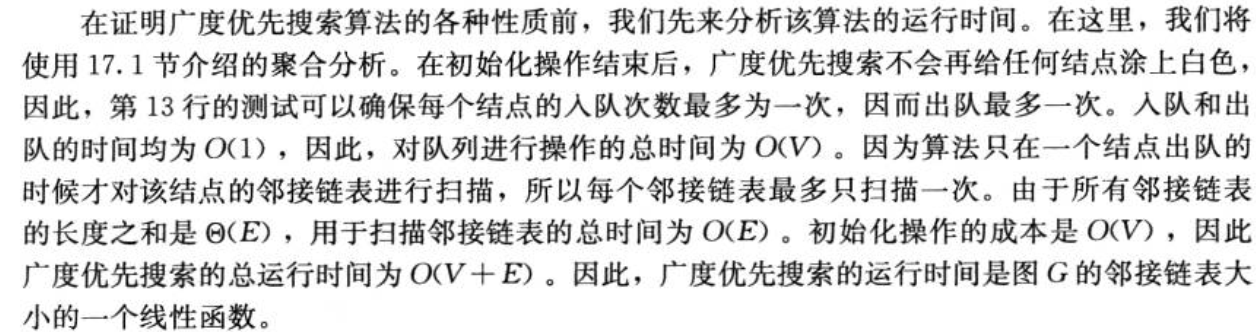 在证明广度优先搜索算法的各种性质前，我们先来分析该算法的运行时间。在这里，我们将
使用 17.1 节介绍的聚合分析。在初始化操作结束后，广度优先搜索不会再给任何结点涂上白色，
因此，第 13 行的测试可以确保每个结点的入队次数最多为一次，因而出队最多一次。入队和出
队的时间均为 O(1)，因此，对队列进行操作的总时间为 O(V)。因为算法只在一个结点出队的
时候才对该结点的邻接链表进行扫描，所以每个邻接链表最多只扫描一次。由于所有邻接链表
的长度之和是 Θ(E)，用于扫描邻接链表的总时间为 O(E)。初始化操作的成本是 O(V)，因此
广度优先搜索的总运行时间为 O(V+E)。因此，广度优先搜索的运行时间是图 G 的邻接链表大
小的一个线性函数。